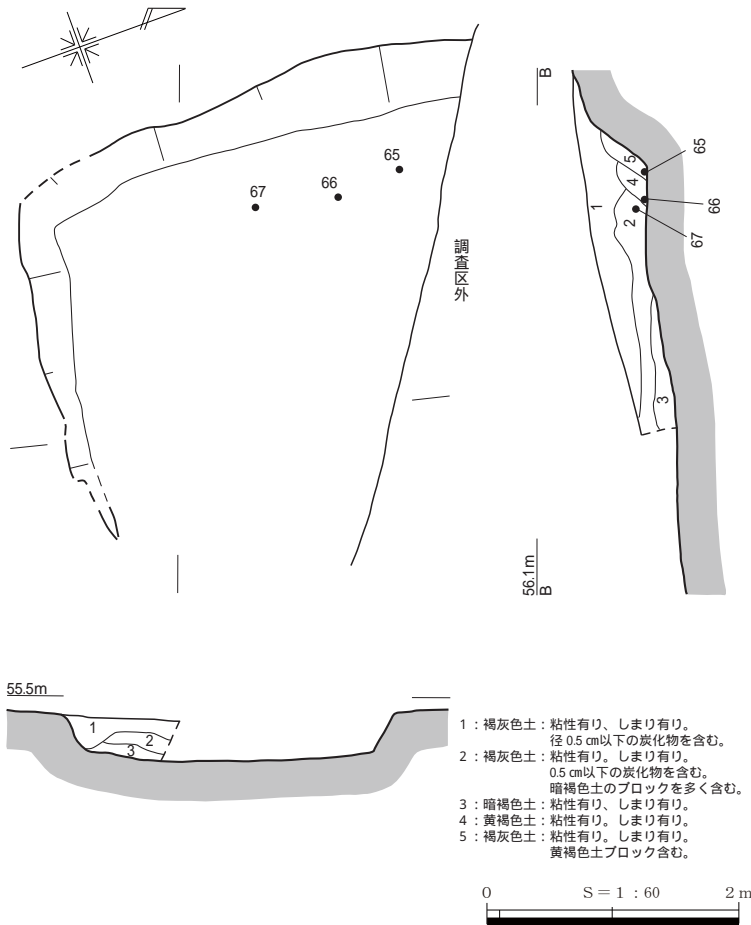 65
66
67
調査区外
B
65
66
67
5
4
2
1
3
56.1m
B
55.5m
1
2
3
1：褐灰色土：粘性有り、しまり有り。
径 0.5 ㎝以下の炭化物を含む。
2：褐灰色土：粘性有り。しまり有り。
0.5 ㎝以下の炭化物を含む。
暗褐色土のブロックを多く含む。
3：暗褐色土：粘性有り、しまり有り。
4：黄褐色土：粘性有り。しまり有り。
5：褐灰色土：粘性有り。しまり有り。
黄褐色土ブロック含む。
0 S＝1：60 2 m